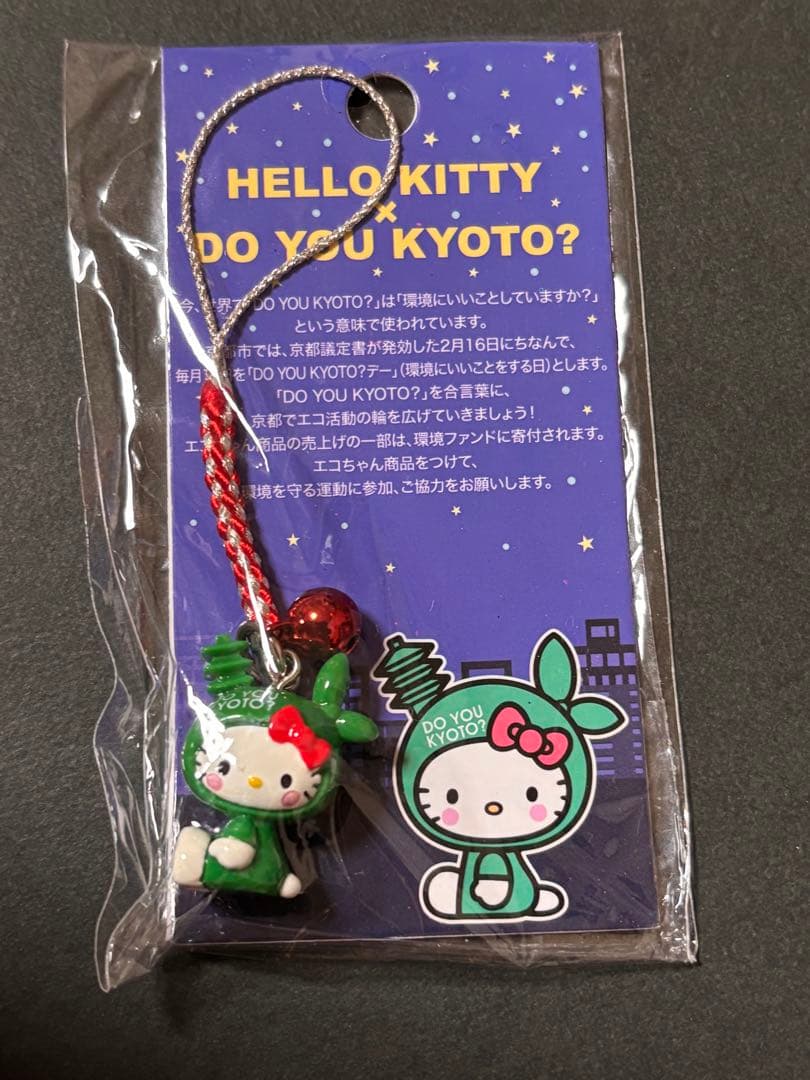 HELLO KITTY
×
DO YOU KYOTO?
今、世界で「DO YOU KYOTO?」は「環境にいいことしていますか?」
という意味で使われています。
都市では、京都議定書が発効した2月16日にちなんで、
毎月 を「DO YOU KYOTO?デー」(環境にいいことをする日)とします。
「DO YOU KYOTO?」を合言葉に、
京都でエコ活動の輪を広げていきましょう!
エ ちゃん商品の売上げの一部は、環境ファンドに寄付されます。
エコちゃん商品をつけて、
環境を守る運動に参加、ご協力をお願いします。
DO YOU
KYOTO?
DO YOU
KYOTO?